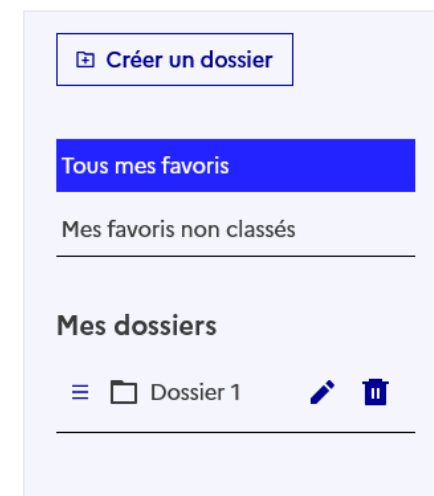 Créer un dossier
Tous mes favoris
Mes favoris non classés
Mes dossiers
Dossier 1